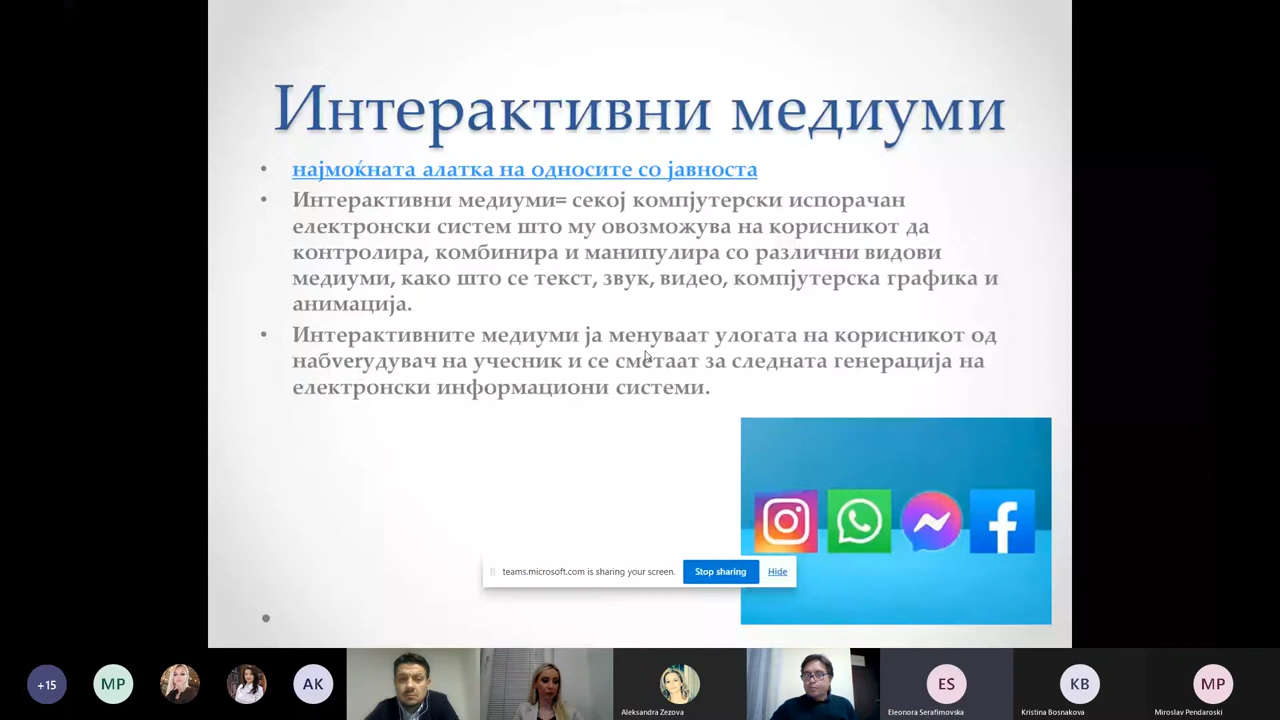 Интерактивни медиуми
• најмоќната алатка на односите со јавноста
• Интерактивни медиуми= секој компјутерски испорачан
електронски систем што му овозможува на корисникот да
контролира, комбинира и манипулира со различни видови
медиуми, како што се текст, звук, видео, компјутерска графика и
анимација.
• Интерактивните медиуми ја менуваат улогата на корисникот од
набverудувач на учесник и се сметаат за следната генерација на
електронски информациони системи.
teams.microsoft.com is sharing your screen. Stop sharing Hide
+15 MP AK ES KB MP
Aleksandra Zezova Eleonora Serafimovska Kristina Bosnakova Miroslav Pendaroski